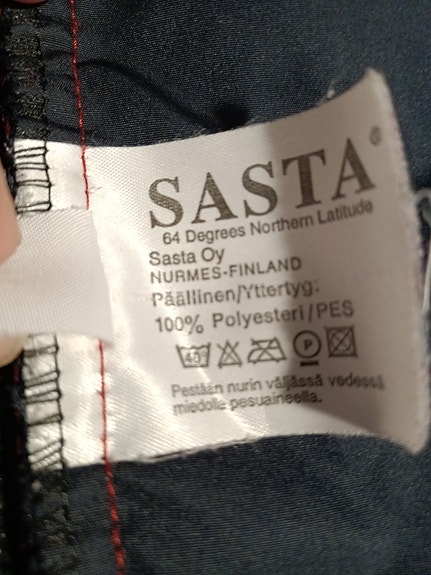 SASTA®
64 Degrees Northern Latitude
Sasta Oy
NURMES-FINLAND
Päällinen/Yttertyg:
100% Polyesteri/PES
40° P
Pestään nurin väljässä vedessä
miedolla pesuaineella.